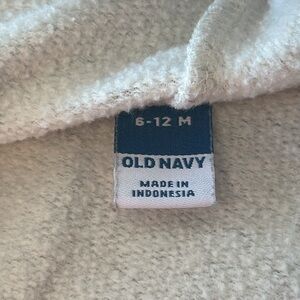 6-12 M
OLD NAVY
MADE IN
INDONESIA